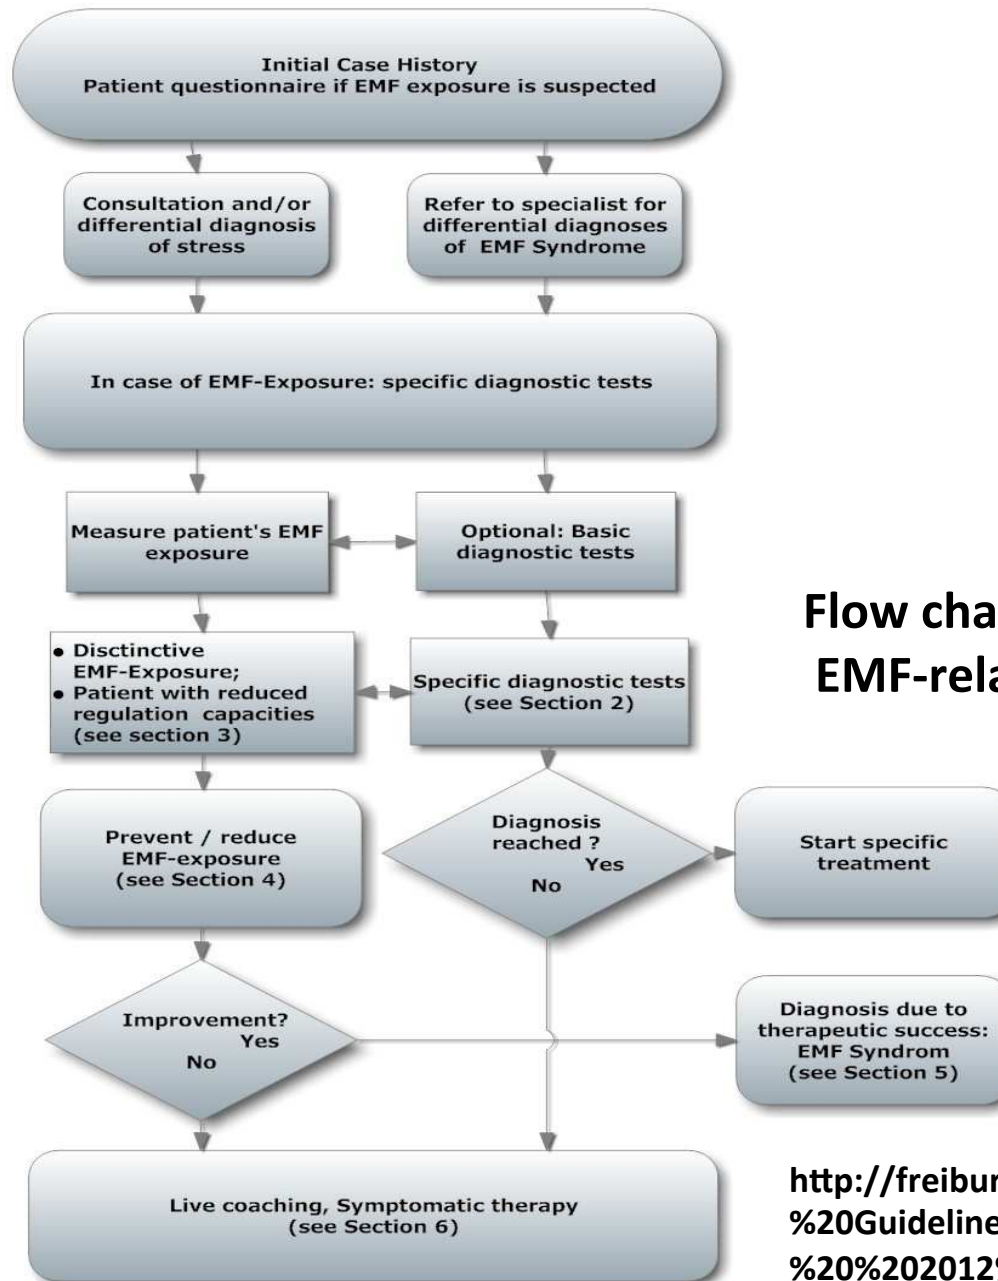 Initial Case History
Patient questionnaire if EMF exposure is suspected
Consultation and/or
differential diagnosis
of stress
Refer to specialist for
differential diagnoses
of EMF Syndrome
In case of EMF-Exposure: specific diagnostic tests
Measure patient's EMF
exposure
Optional: Basic
diagnostic tests
• Disctinctive
EMF-Exposure;
• Patient with reduced
regulation capacities
(see section 3)
Specific diagnostic tests
(see Section 2)
Flow cha
EMF-rela
Prevent / reduce
EMF-exposure
(see Section 4)
Diagnosis
reached ?
Yes
No
Start specific
treatment
Improvement?
Yes
No
Diagnosis due to
therapeutic success:
EMF Syndrom
(see Section 5)
Live coaching, Symptomatic therapy
(see Section 6)
http://freibur
%20Guideline
%20%202012